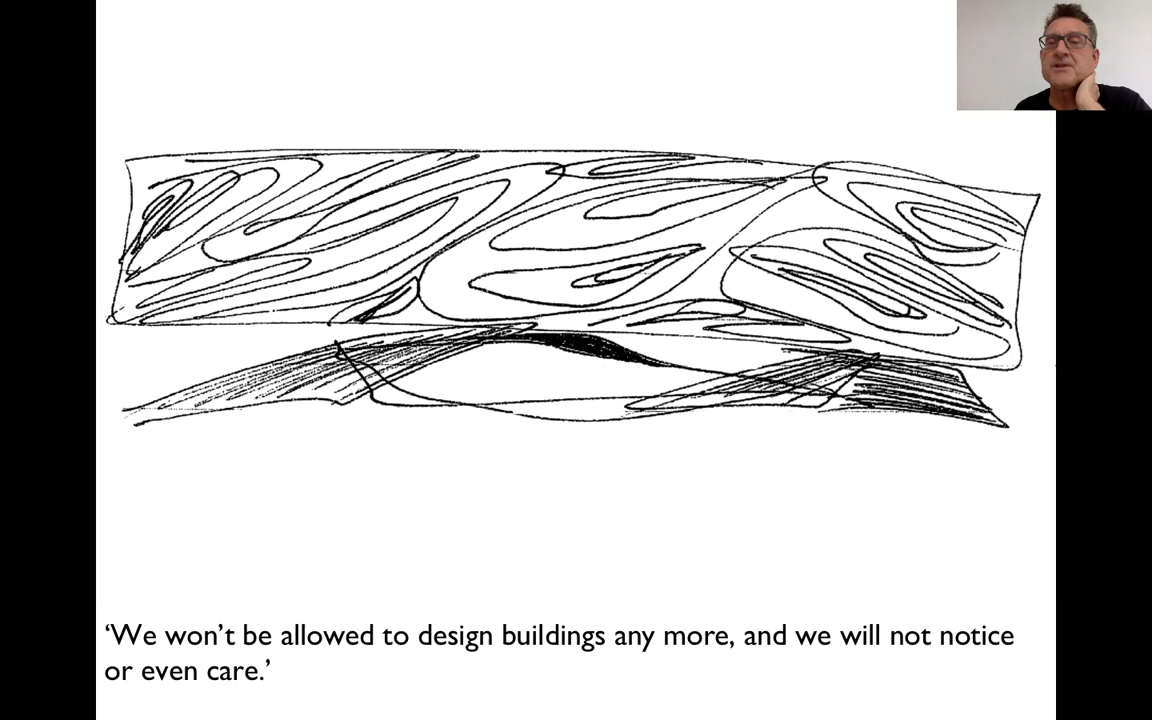 ‘We won’t be allowed to design buildings any more, and we will not notice
or even care.’